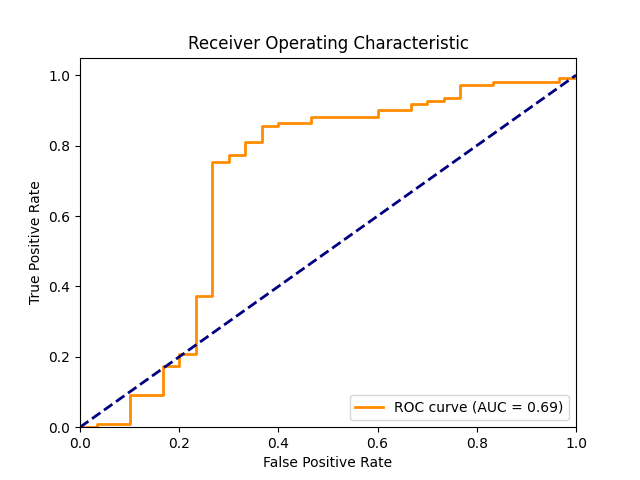 Receiver Operating Characteristic
1.0
0.8
0.6
0.4
0.2
0.0
True Positive Rate
ROC curve (AUC = 0.69)
0.0 0.2 0.4 0.6 0.8 1.0
False Positive Rate